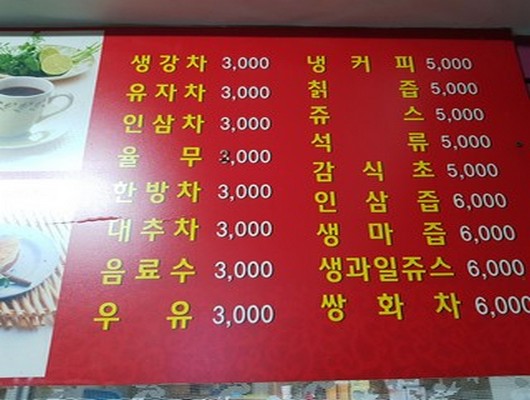 생강차 3,000
유자차 3,000
인삼차 3,000
율무 3,000
한방차 3,000
대추차 3,000
음료수 3,000
우유 3,000
냉커피 5,000
칡즙 5,000
쥬스 5,000
석류 5,000
감식초 5,000
인삼즙 6,000
생마즙 6,000
생과일쥬스 6,000
쌍화차 6,000